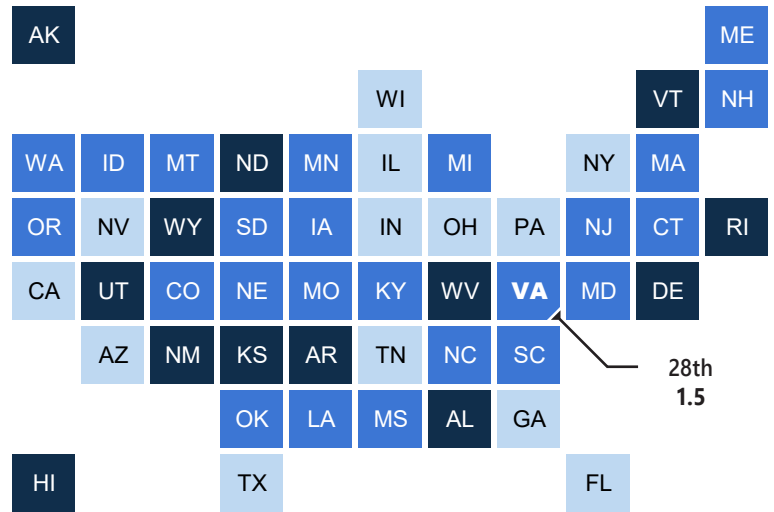 AK ME
WI VT NH
WA ID MT ND MN IL MI NY MA
OR NV WY SD IA IN OH PA NJ CT RI
CA UT CO NE MO KY WV VA MD DE
AZ NM KS AR TN NC SC
28th
1.5
OK LA MS AL GA
HI TX FL